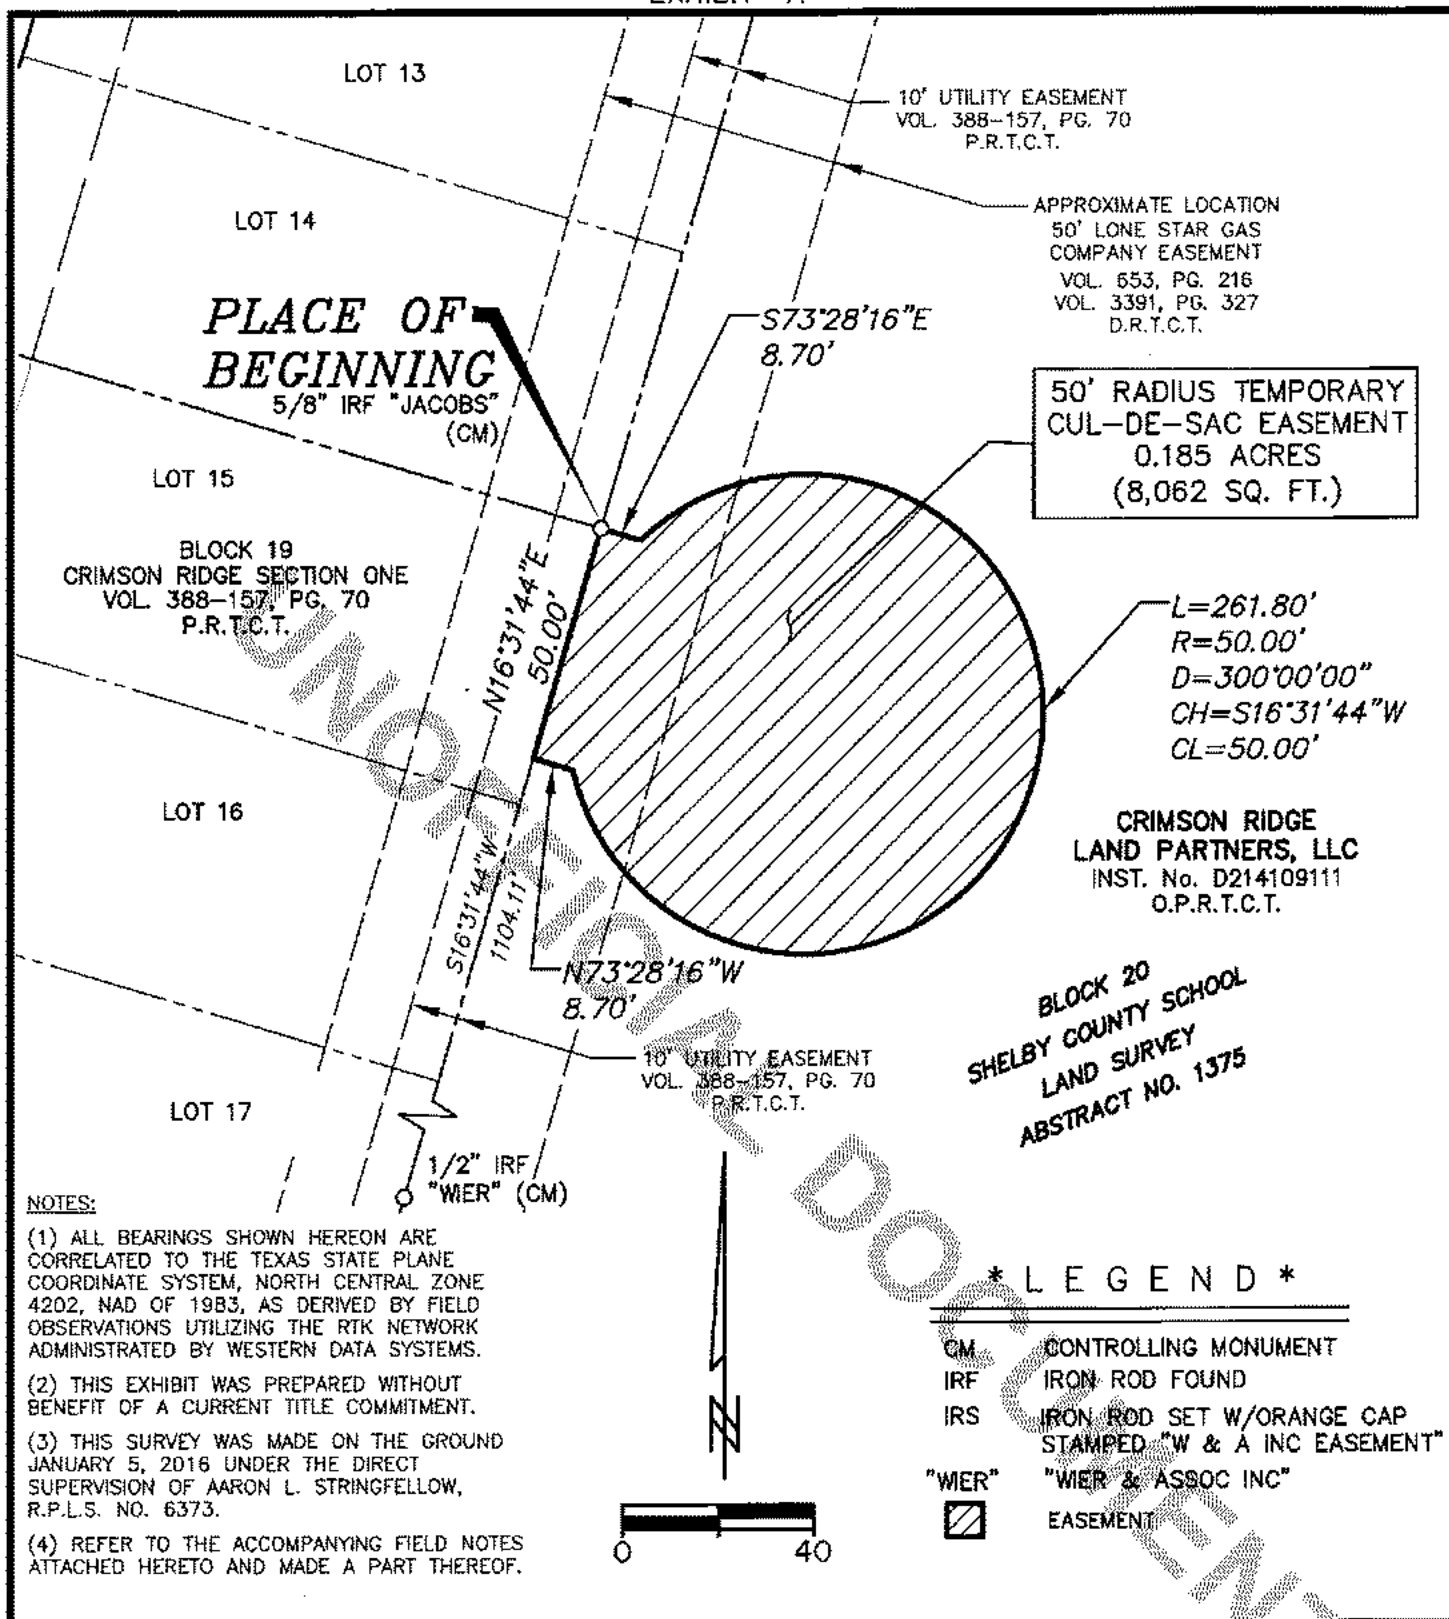 LOT 13
10' UTILITY EASEMENT
VOL. 388-157, PG. 70
P.R.T.C.T.
LOT 14
APPROXIMATE LOCATION
50' LONE STAR GAS
COMPANY EASEMENT
VOL. 653, PG. 216
VOL. 3391, PG. 327
D.R.T.C.T.
PLACE OF
BEGINNING
5/8" IRF "JACOBS"
(CM)
S73°28'16"E
8.70'
50' RADIUS TEMPORARY
CUL-DE-SAC EASEMENT
0.185 ACRES
(8,062 SQ. FT.)
LOT 15
BLOCK 19
CRIMSON RIDGE SECTION ONE
VOL. 388-157, PG. 70
P.R.T.C.T.
N16°31'44"E
50.00'
L=261.80'
R=50.00'
D=300°00'00"
CH=S16°31'44"W
CL=50.00'
LOT 16
CRIMSON RIDGE
LAND PARTNERS, LLC
INST. No. D214109111
O.P.R.T.C.T.
S16°31'44"W
1104.11'
N73°28'16"W
8.70'
BLOCK 20
SHELBY COUNTY SCHOOL
LAND SURVEY
ABSTRACT NO. 1375
10' UTILITY EASEMENT
VOL. 388-157, PG. 70
P.R.T.C.T.
LOT 17
1/2" IRF
"WIER" (CM)
NOTES:
(1) ALL BEARINGS SHOWN HEREON ARE
CORRELATED TO THE TEXAS STATE PLANE
COORDINATE SYSTEM, NORTH CENTRAL ZONE
4202, NAD OF 1983, AS DERIVED BY FIELD
OBSERVATIONS UTILIZING THE RTK NETWORK
ADMINISTRATED BY WESTERN DATA SYSTEMS.
(2) THIS EXHIBIT WAS PREPARED WITHOUT
BENEFIT OF A CURRENT TITLE COMMITMENT.
(3) THIS SURVEY WAS MADE ON THE GROUND
JANUARY 5, 2016 UNDER THE DIRECT
SUPERVISION OF AARON L. STRINGFELLOW,
R.P.L.S. NO. 6373.
(4) REFER TO THE ACCOMPANYING FIELD NOTES
ATTACHED HERETO AND MADE A PART THEREOF.
N
0 40
* L E G E N D *
CM CONTROLLING MONUMENT
IRF IRON ROD FOUND
IRS IRON ROD SET W/ORANGE CAP
STAMPED "W & A INC EASEMENT"
"WIER" "WIER & ASSOC INC"
EASEMENT
UNOFFICIAL DOCUMENT